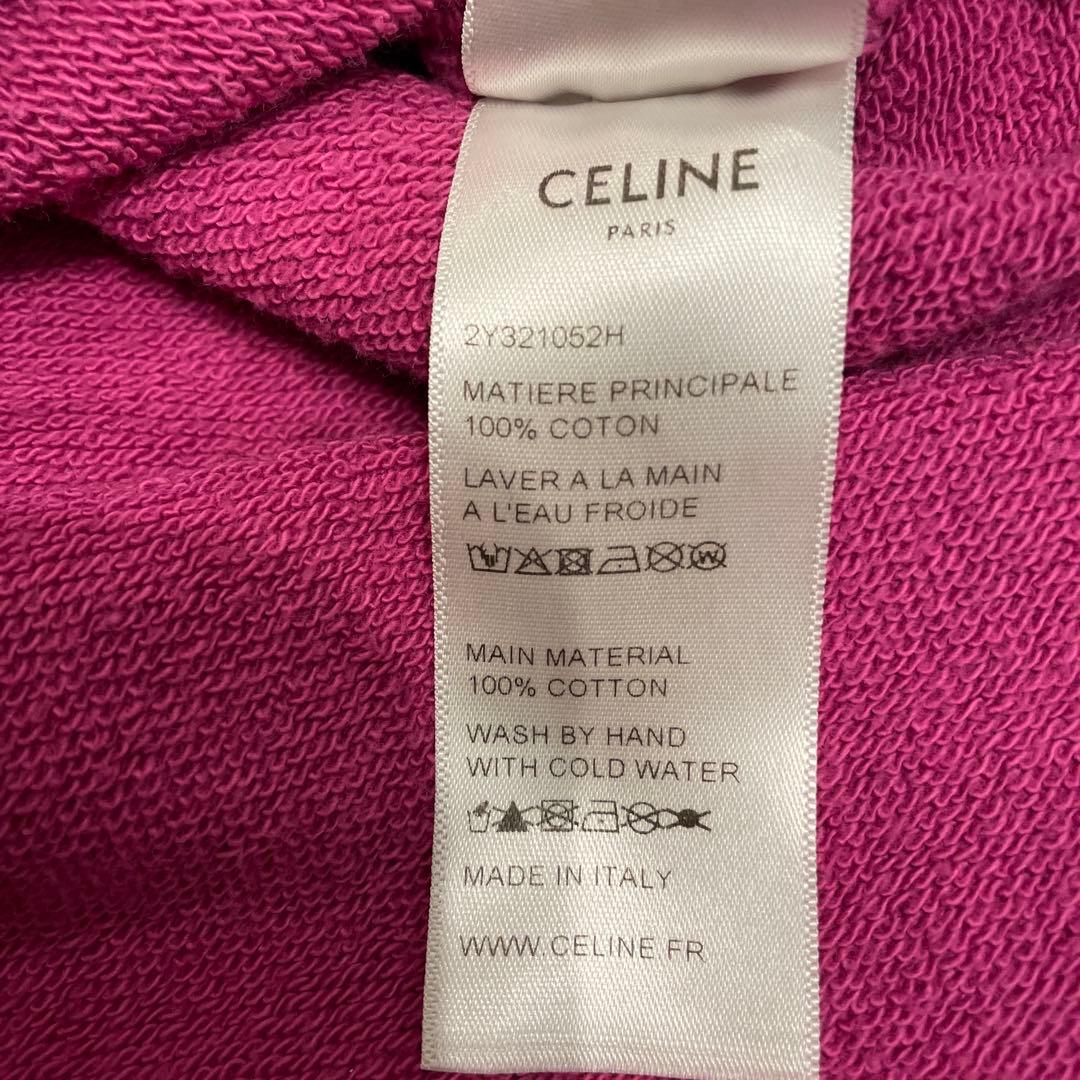 CELINE
PARIS
2Y321052H
MATIERE PRINCIPALE
100% COTON
LAVER A LA MAIN
A L'EAU FROIDE
MAIN MATERIAL
100% COTTON
WASH BY HAND
WITH COLD WATER
MADE IN ITALY
WWW.CELINE.FR